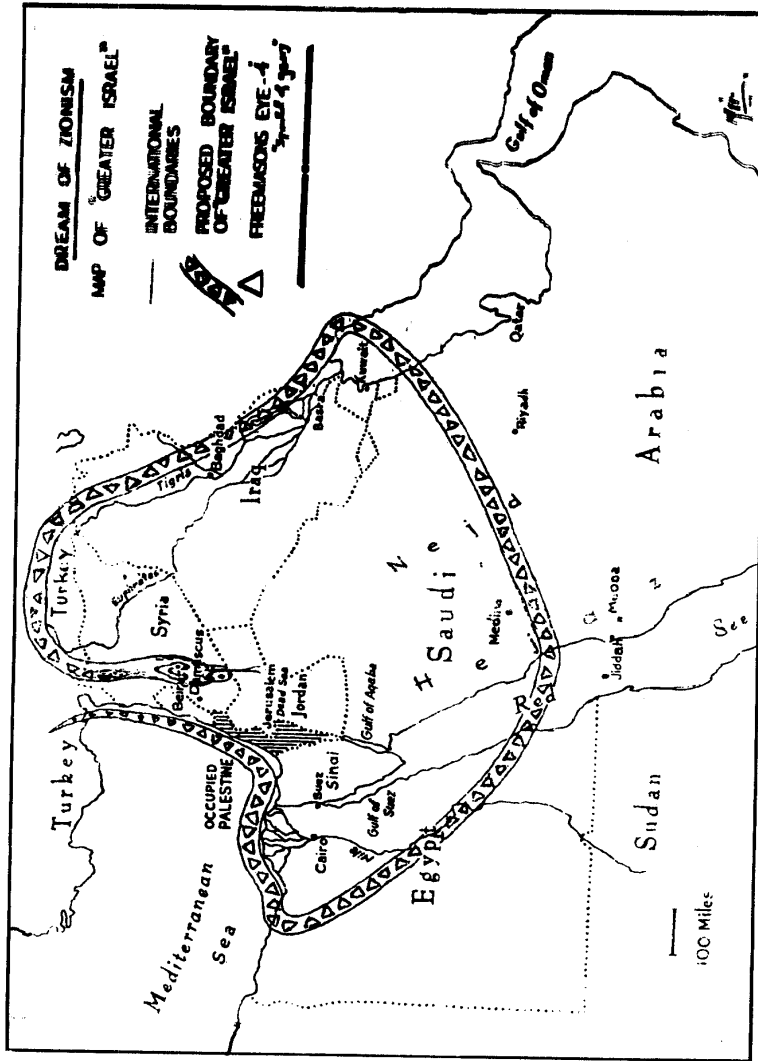 DREAM OF ZIONISM
MAP OF "GREATER ISRAEL"
INTERNATIONAL
BOUNDARIES
PROPOSED BOUNDARY
OF "GREATER ISRAEL"
FREEMASONS EYE -
Turkey
Turkey
Mediterranean
Sea
OCCUPIED
PALESTINE
Syria
Euphrates
Tigris
Baghdad
Iraq
Basra
Kuwait
Beirut
Damascus
Jerusalem
Dead Sea
Jordan
Gulf of Aqaba
Suez
Sinai
Gulf of
Suez
Cairo
Nile
Egypt
Sudan
Saudi
Arabia
Medina
Riyadh
Qatar
Jiddah
Gulf of Oman
Red
Sea
100 Miles